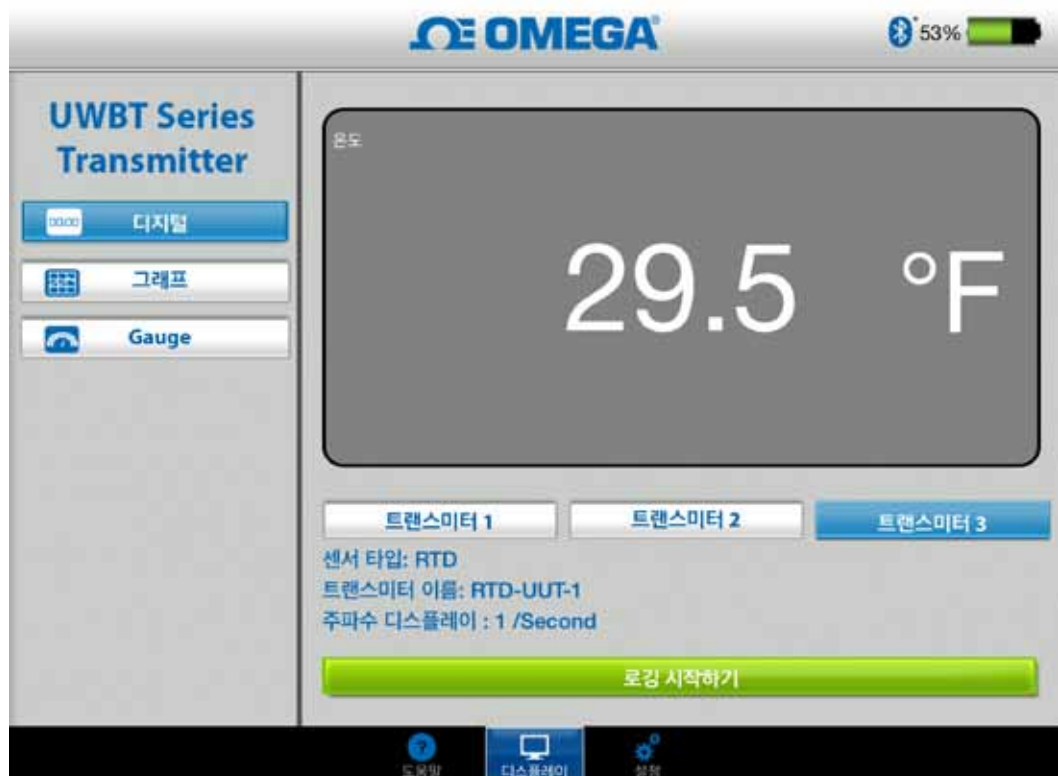 OMEGA®
53%
UWBT Series
Transmitter
디지털
그래프
Gauge
온도
29.5 °F
트랜스미터 1
트랜스미터 2
트랜스미터 3
센서 타입: RTD
트랜스미터 이름: RTD-UUT-1
주파수 디스플레이 : 1 /Second
로깅 시작하기
도움말
디스플레이
설정